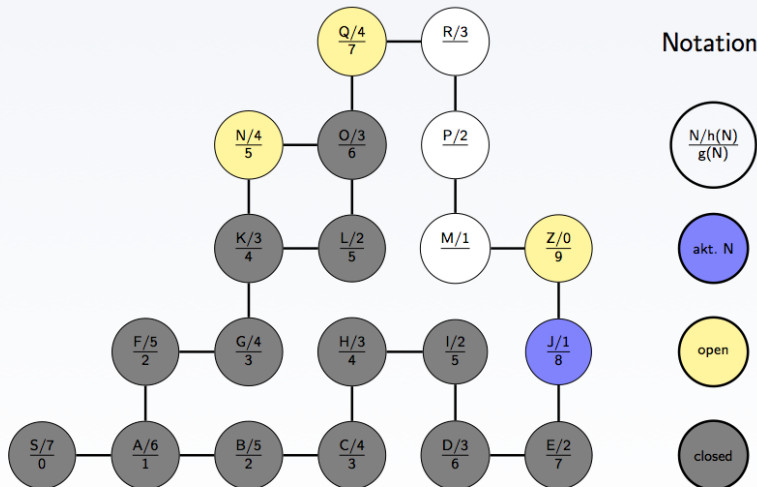 Q/4
7
R/3
Notation
N/4
5
O/3
6
P/2
N/h(N)
g(N)
K/3
4
L/2
5
M/1
Z/0
9
akt. N
F/5
2
G/4
3
H/3
4
I/2
5
J/1
8
open
S/7
0
A/6
1
B/5
2
C/4
3
D/3
6
E/2
7
closed